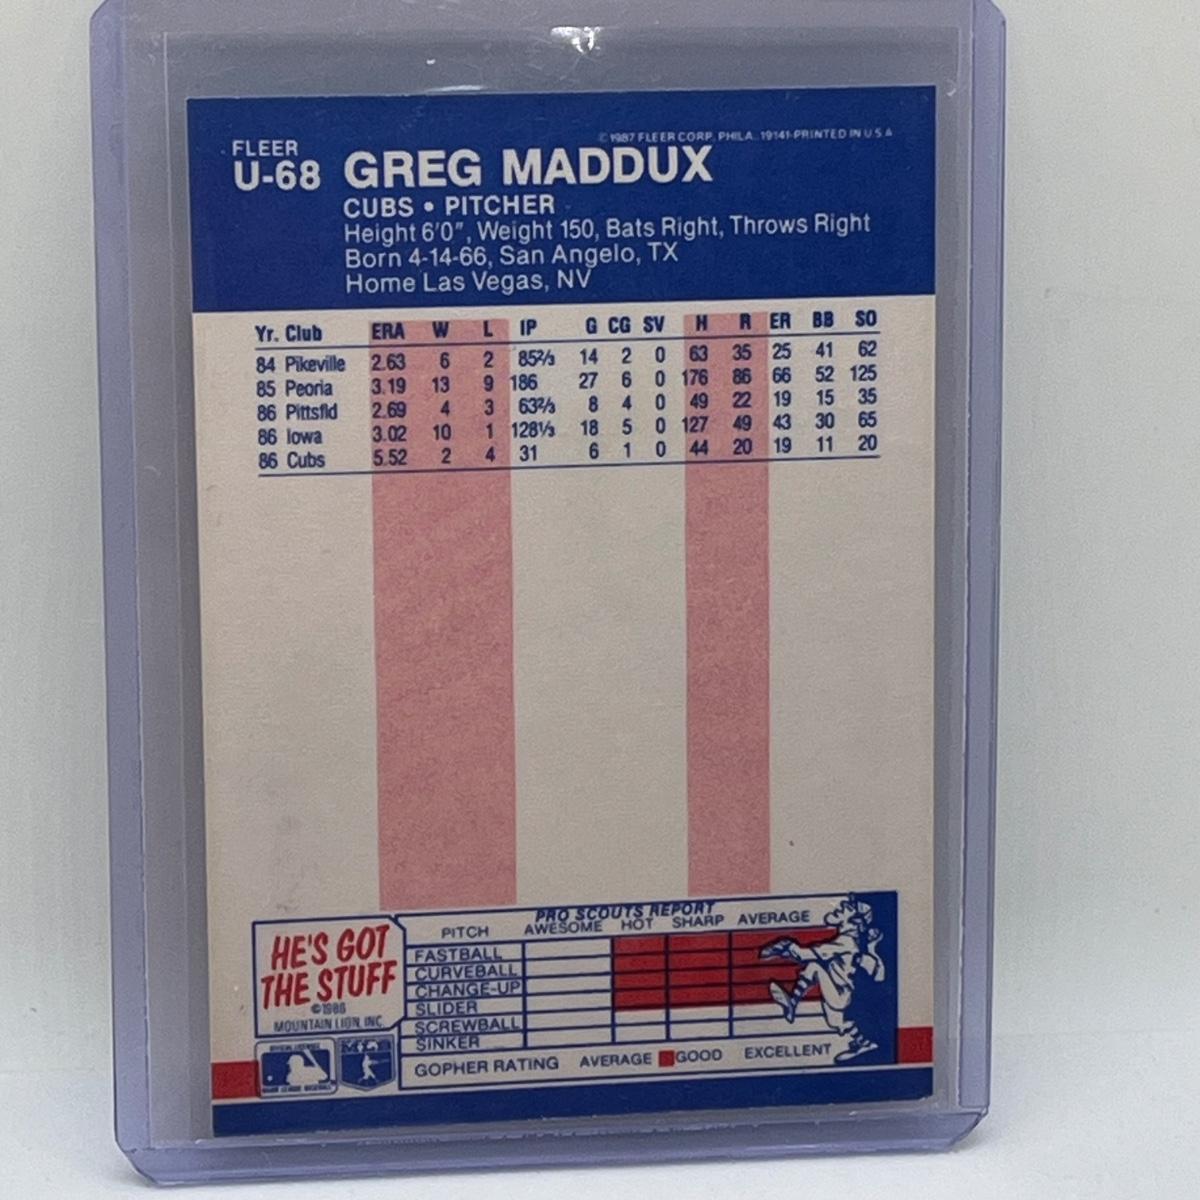 ©1987 FLEER CORP. PHILA. 19141-PRINTED IN U S A
FLEER
U-68 GREG MADDUX
CUBS • PITCHER
Height 6'0", Weight 150, Bats Right, Throws Right
Born 4-14-66, San Angelo, TX
Home Las Vegas, NV
Yr. Club ERA W L IP G CG SV H R ER BB SO
84 Pikeville 2.63 6 2 85⅔ 14 2 0 63 35 25 41 62
85 Peoria 3.19 13 9 186 27 6 0 176 86 66 52 125
86 Pittsfld 2.69 4 3 63⅔ 8 4 0 49 22 19 15 35
86 Iowa 3.02 10 1 128⅓ 18 5 0 127 49 43 30 65
86 Cubs 5.52 2 4 31 6 1 0 44 20 19 11 20
HE'S GOT
THE STUFF
©1986
MOUNTAIN LION, INC.
PRO SCOUTS REPORT
PITCH AWESOME HOT SHARP AVERAGE
FASTBALL
CURVEBALL
CHANGE-UP
SLIDER
SCREWBALL
SINKER
GOPHER RATING AVERAGE GOOD EXCELLENT
MAJOR LEAGUE BASEBALL